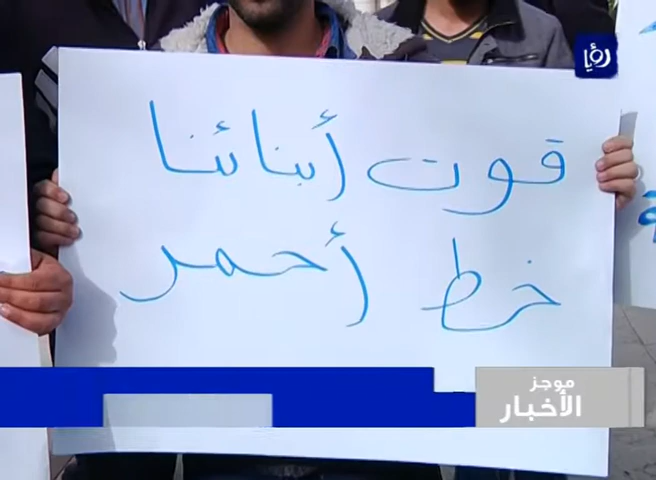 رؤيا
قوت أبنائنا
خط أحمر
موجز
الأخبار